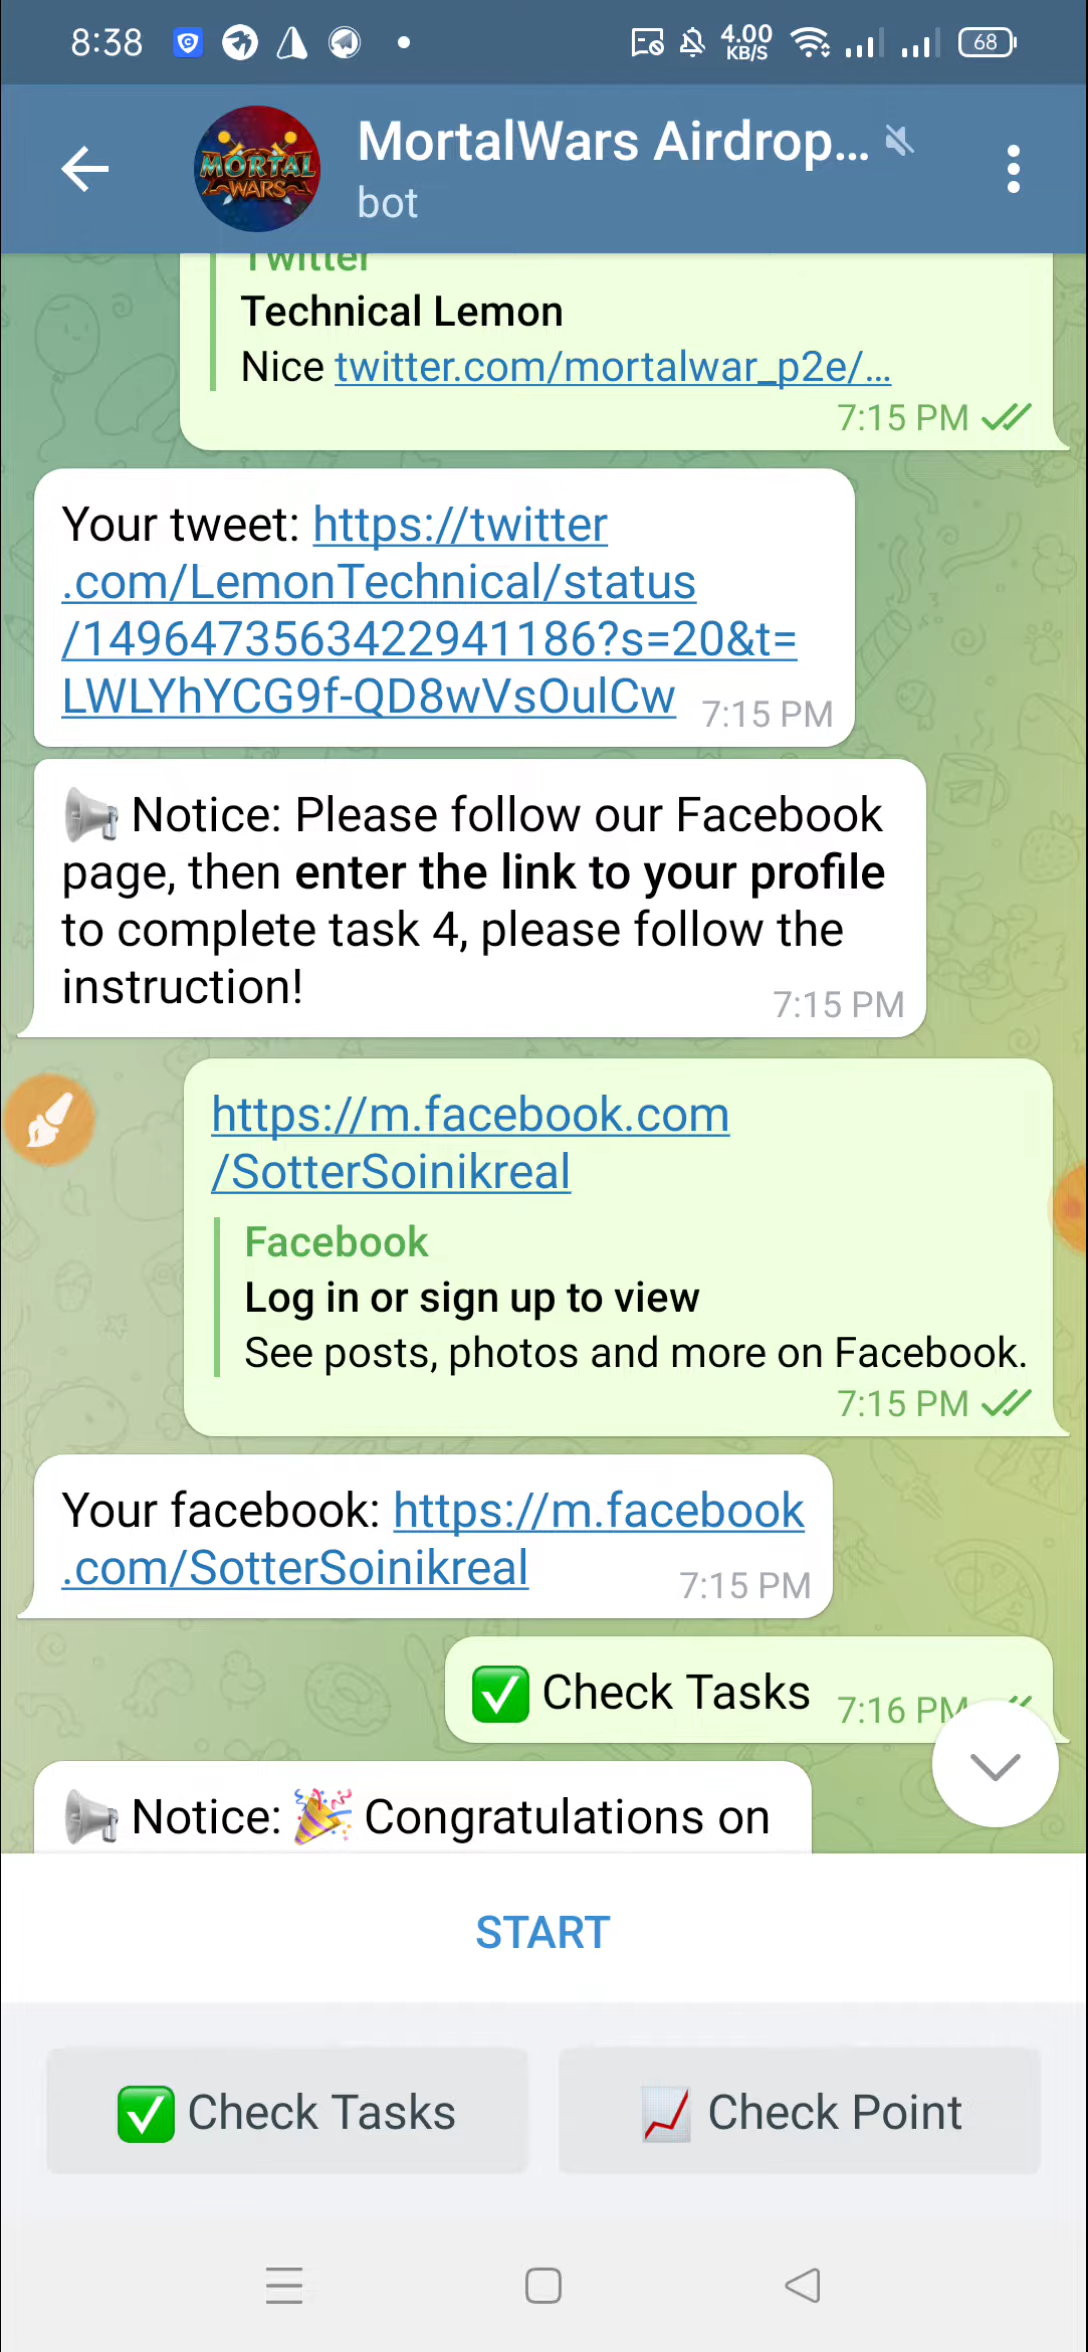 8:38
4.00
KB/S
68
MORTAL
WARS
MortalWars Airdrop...
bot
Twitter
Technical Lemon
Nice twitter.com/mortalwar_p2e/...
7:15 PM
Your tweet: https://twitter
.com/LemonTechnical/status
/1496473563422941186?s=20&t=
LWLYhYCG9f-QD8wVsOulCw 7:15 PM
Notice: Please follow our Facebook
page, then enter the link to your profile
to complete task 4, please follow the
instruction!
7:15 PM
https://m.facebook.com
/SotterSoinikreal
Facebook
Log in or sign up to view
See posts, photos and more on Facebook.
7:15 PM
Your facebook: https://m.facebook
.com/SotterSoinikreal 7:15 PM
Check Tasks 7:16 PM
Notice: Congratulations on
START
Check Tasks
Check Point